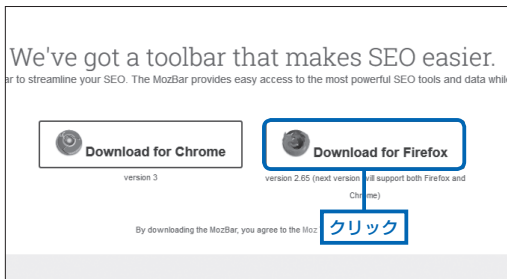 We've got a toolbar that makes SEO easier.
ar to streamline your SEO. The MozBar provides easy access to the most powerful SEO tools and data whil
Download for Chrome
version 3
Download for Firefox
version 2.65 (next version will support both Firefox and
Chrome)
By downloading the MozBar, you agree to the Moz
クリック